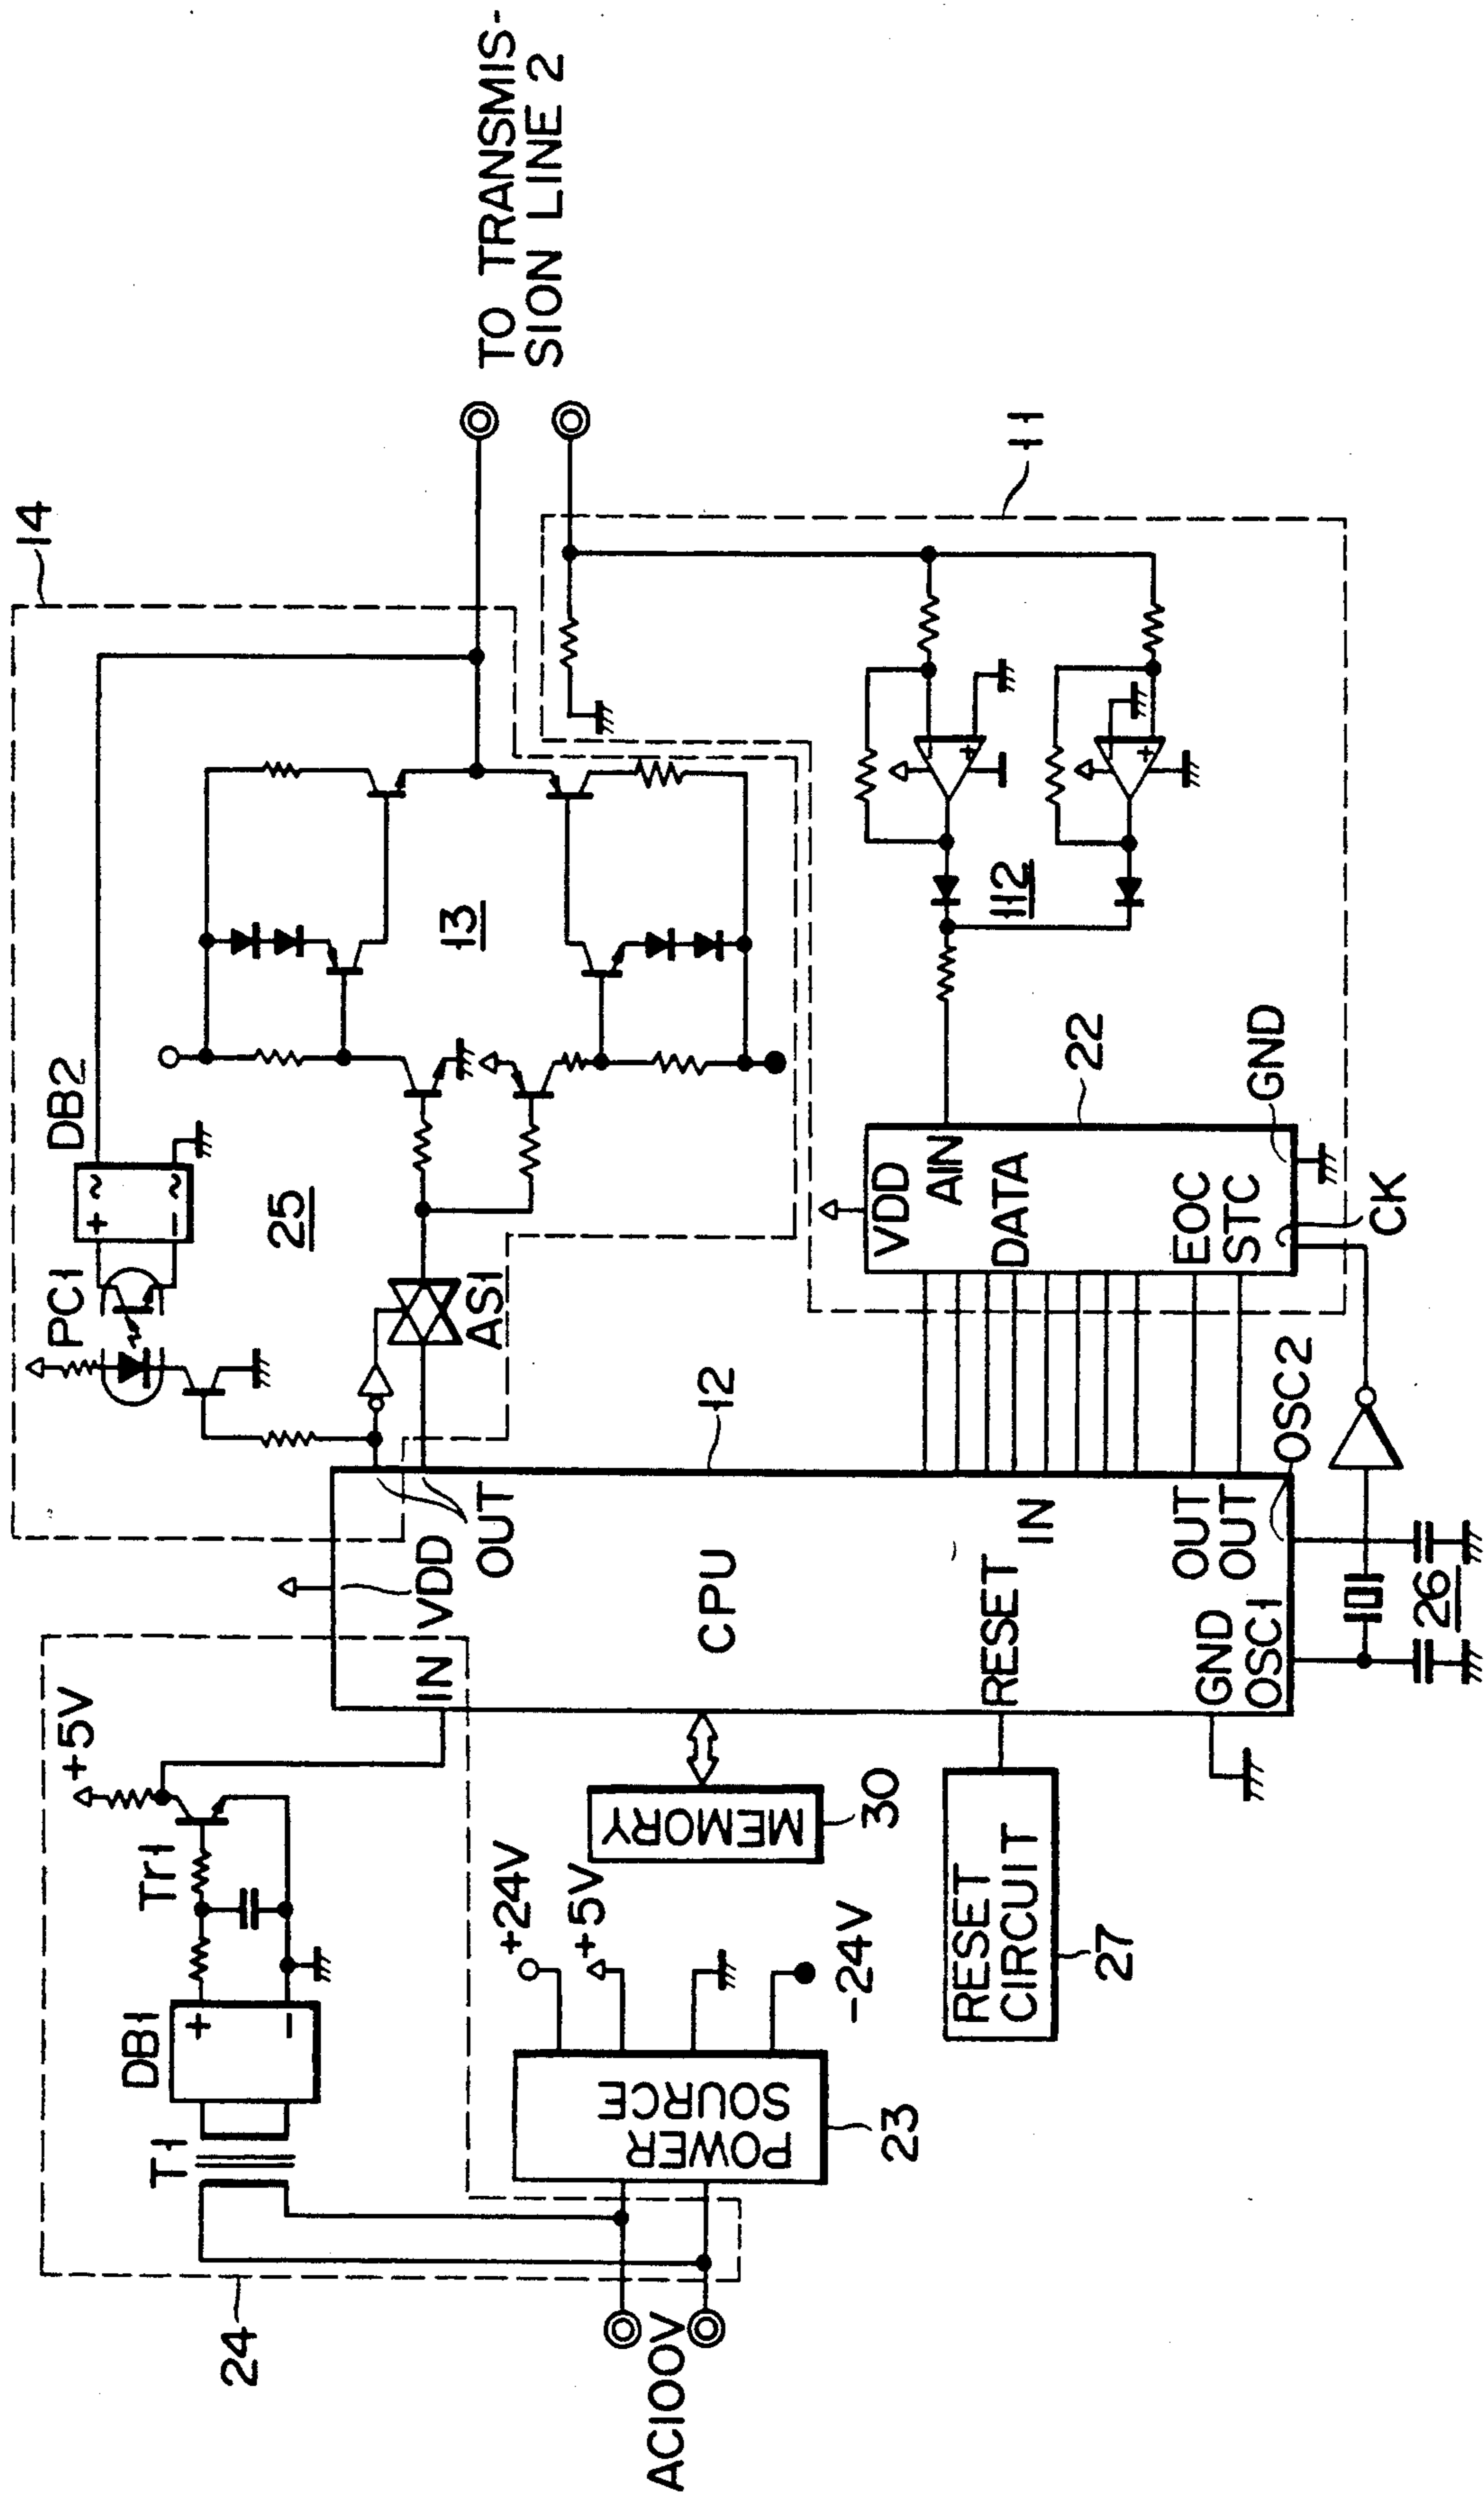 14
TO TRANSMIS-
SION LINE 2
11
DB2
25
PC1
AS1
13
112
22
VDD
AIN
DATA
EOC
STC
GND
CK
OSC2
12
CPU
OUT
VDD
IN
IN
RESET
OUT
OUT
GND
OSC1
26
+5V
Tr1
DB1
T1
24
MEMORY
30
+24V
+5V
-24V
POWER
SOURCE
23
RESET
CIRCUIT
27
AC100V